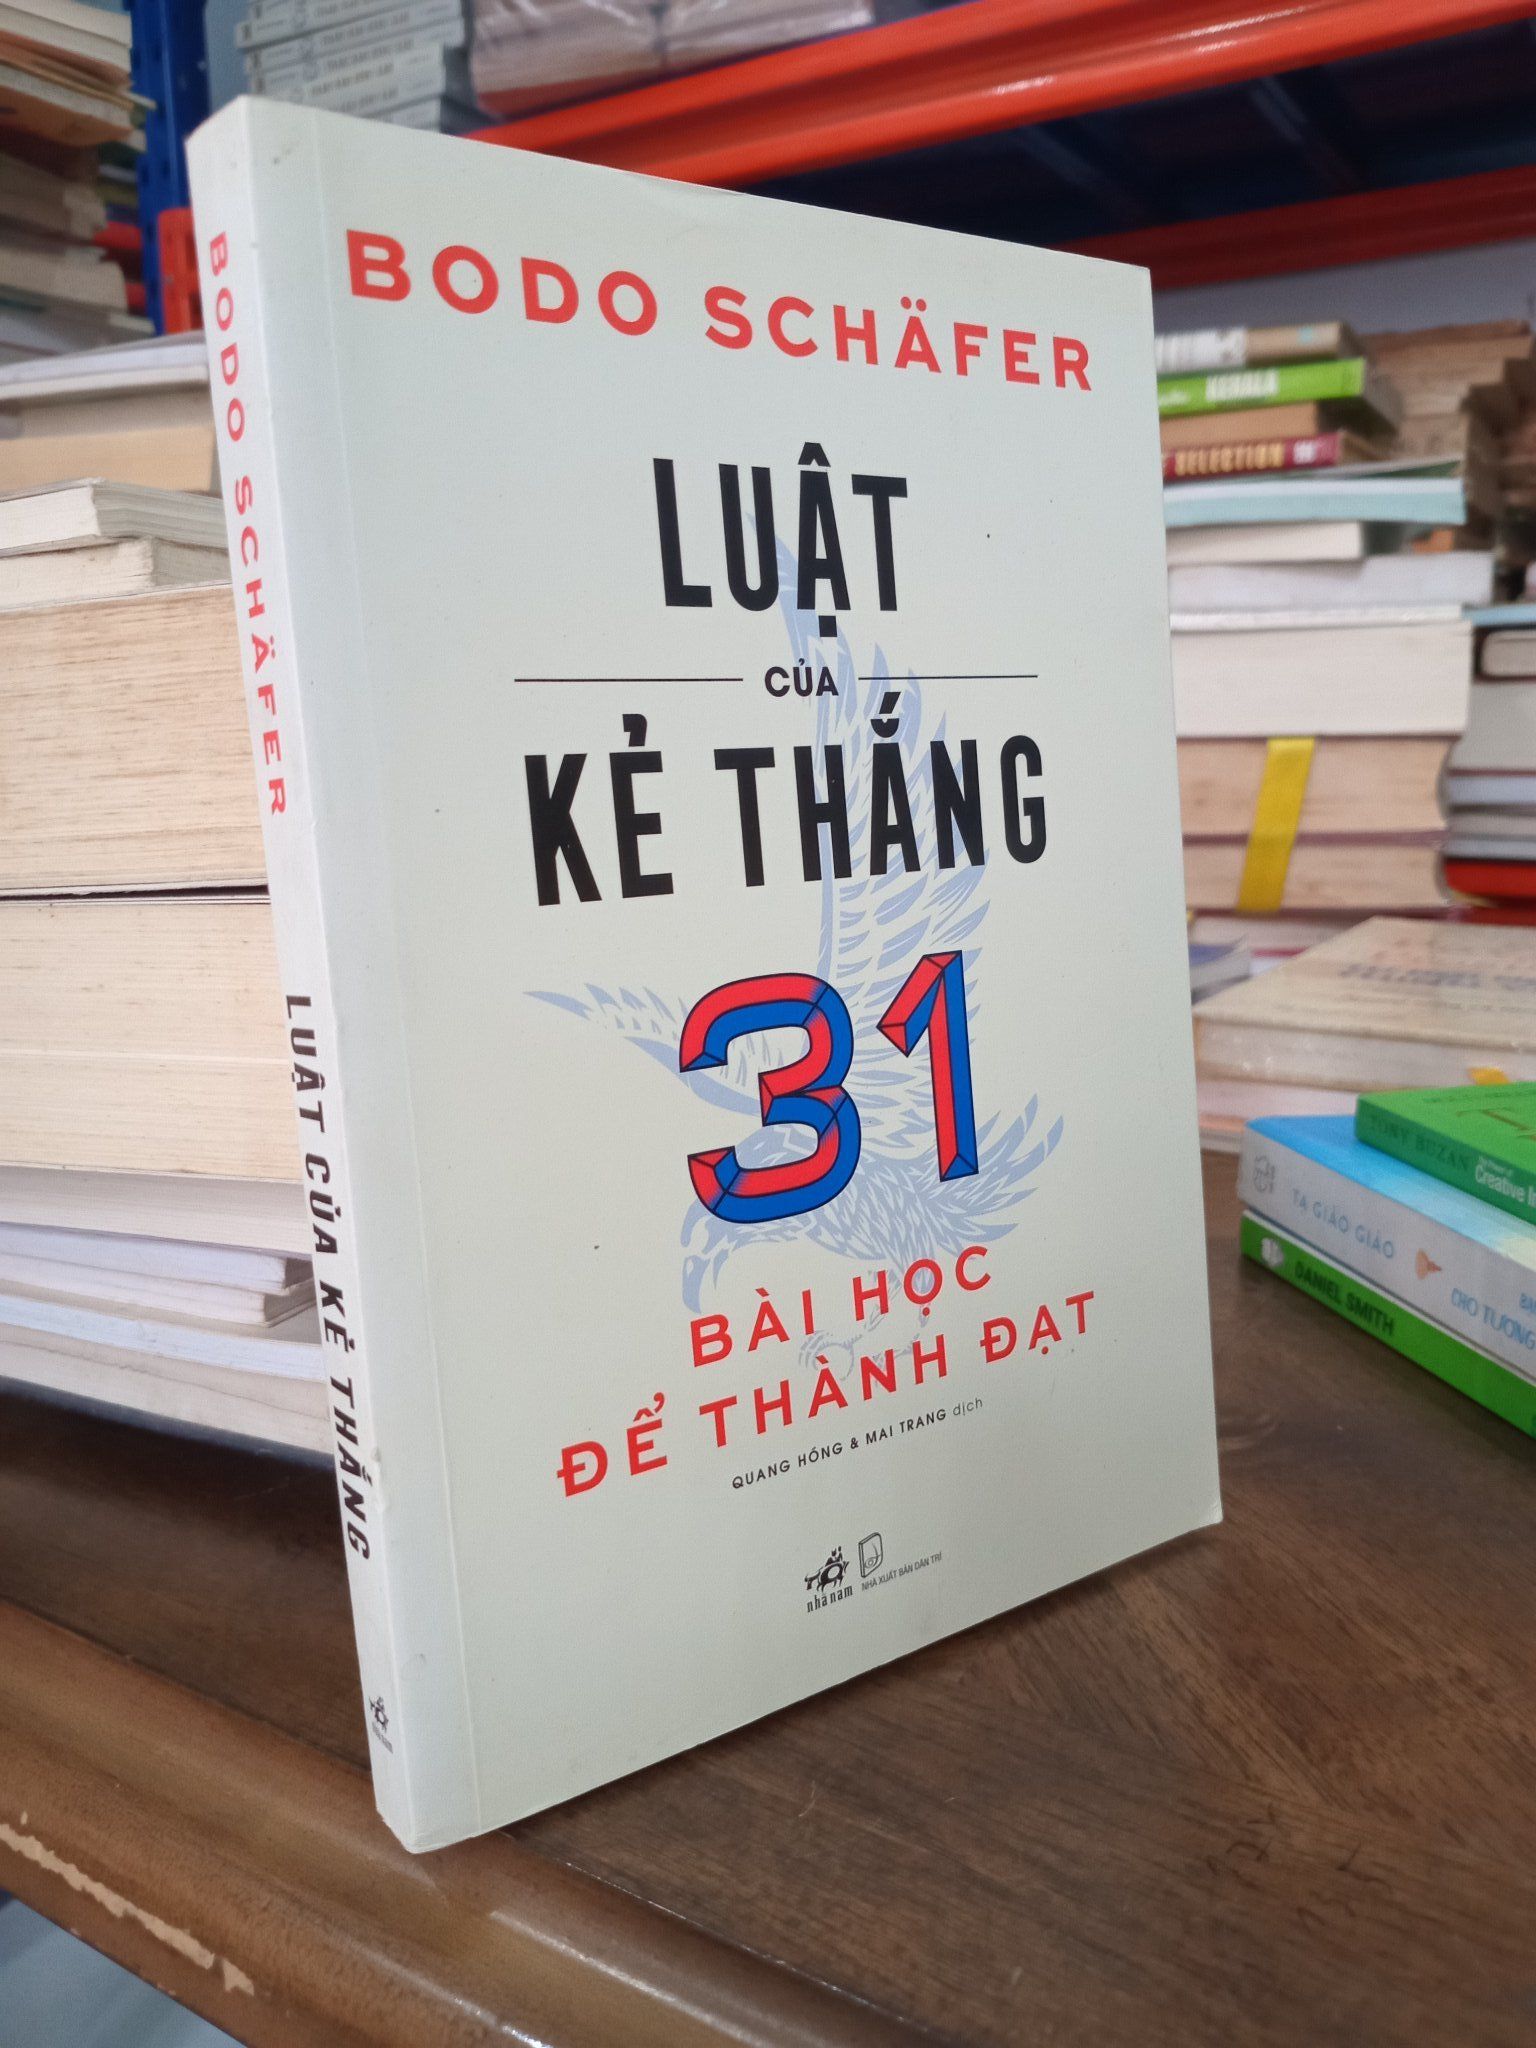 BODO SCHÄFER
LUẬT
CỦA
KẺ THẮNG
31
BÀI HỌC
ĐỂ THÀNH ĐẠT
QUANG HỒNG & MAI TRANG dịch
nhã nam
NHÀ XUẤT BẢN DÂN TRÍ
BODO SCHÄFER
LUẬT CỦA KẺ THẮNG
KERALA
SELECTION
TONY BUZAN
Creative
TẠ GIAO GIÁO
CHO TƯƠNG
DANIEL SMITH